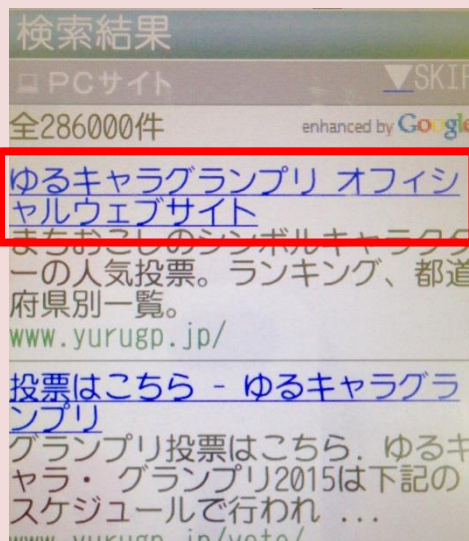 検索結果
PCサイト ▼SKIP
全286000件 enhanced by Google
ゆるキャラグランプリ オフィシ
ャルウェブサイト
まちおこしのシンボルキャラクタ
ーの人気投票。ランキング、都道
府県別一覧。
www.yurugp.jp/
投票はこちら - ゆるキャラグラ
ンプリ
グランプリ投票はこちら. ゆるキ
ャラ・ グランプリ2015は下記の
スケジュールで行われ ...
www.yurugp.jp/vote/